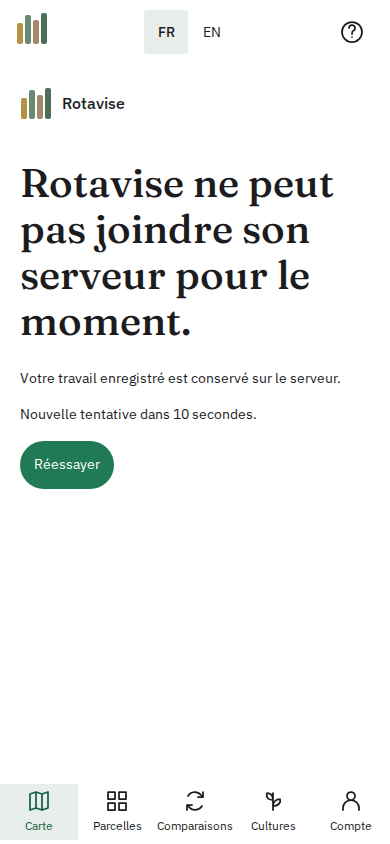 FR EN
Rotavise
Rotavise ne peut
pas joindre son
serveur pour le
moment.
Votre travail enregistré est conservé sur le serveur.
Nouvelle tentative dans 10 secondes.
Réessayer
Carte Parcelles Comparaisons Cultures Compte